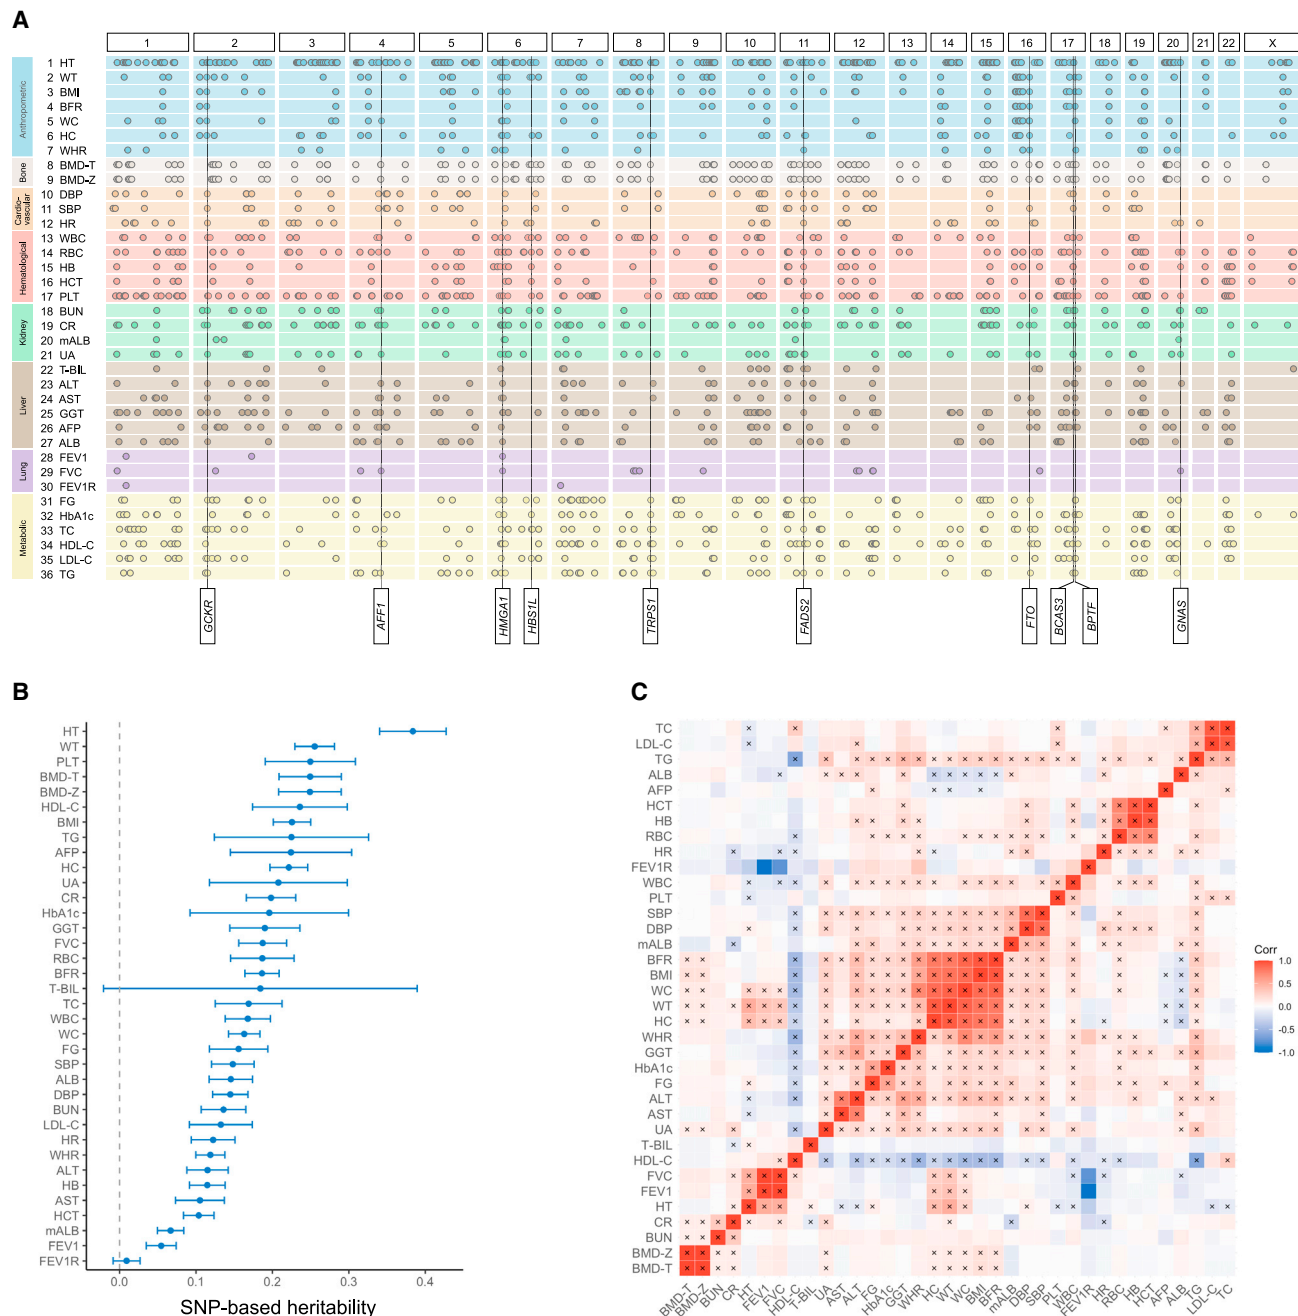 A
1 2 3 4 5 6 7 8 9 10 11 12 13 14 15 16 17 18 19 20 21 22 X
Anthropometric
1 HT
2 WT
3 BMI
4 BFR
5 WC
6 HC
7 WHR
Bone
8 BMD-T
9 BMD-Z
Cardio-
vascular
10 DBP
11 SBP
12 HR
Hematological
13 WBC
14 RBC
15 HB
16 HCT
17 PLT
Kidney
18 BUN
19 CR
20 mALB
21 UA
Liver
22 T-BIL
23 ALT
24 AST
25 GGT
26 AFP
27 ALB
Lung
28 FEV1
29 FVC
30 FEV1R
Metabolic
31 FG
32 HbA1c
33 TC
34 HDL-C
35 LDL-C
36 TG
GCKR AFF1 HMGA1 HBS1L TRPS1 FADS2 FTO BCAS3 BPTF GNAS
B
HT
WT
PLT
BMD-T
BMD-Z
HDL-C
BMI
TG
AFP
HC
UA
CR
HbA1c
GGT
FVC
RBC
BFR
T-BIL
TC
WBC
WC
FG
SBP
ALB
DBP
BUN
LDL-C
HR
WHR
ALT
HB
AST
HCT
mALB
FEV1
FEV1R
0.0 0.1 0.2 0.3 0.4
SNP-based heritability
C
TC
LDL-C
TG
ALB
AFP
HCT
HB
RBC
HR
FEV1R
WBC
PLT
SBP
DBP
mALB
BFR
BMI
WC
WT
HC
WHR
GGT
HbA1c
FG
ALT
AST
UA
T-BIL
HDL-C
FVC
FEV1
HT
CR
BUN
BMD-Z
BMD-T
BMD-T BMD-Z BUN CR HT FEV1 FVC HDL-C T-BIL UA AST ALT FG HbA1c GGT WHR HC WT WC BMI BFR mALB DBP SBP PLT WBC FEV1R HR RBC HB HCT AFP ALB TG LDL-C TC
Corr
1.0
0.5
0.0
-0.5
-1.0